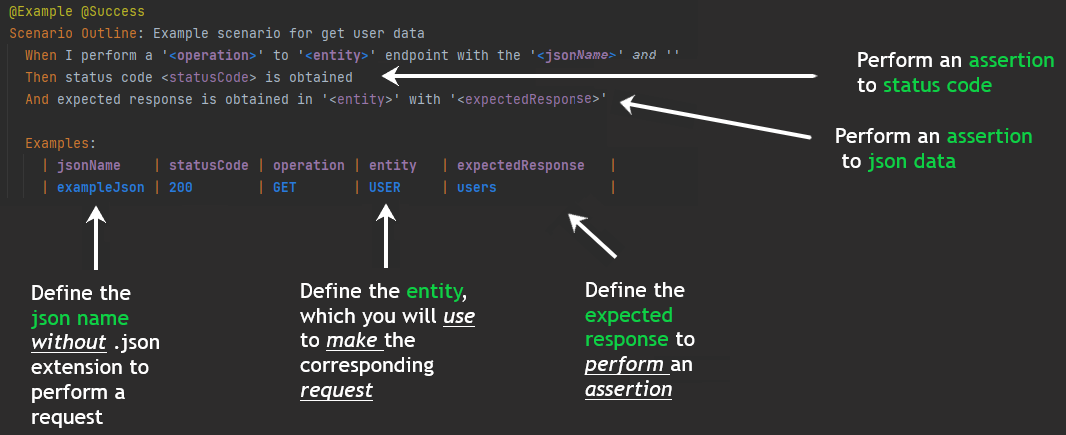 @Example @Success
Scenario Outline: Example scenario for get user data
When I perform a '<operation>' to '<entity>' endpoint with the '<jsonName>' and ''
Then status code <statusCode> is obtained
And expected response is obtained in '<entity>' with '<expectedResponse>'
Examples:
| jsonName | statusCode | operation | entity | expectedResponse |
| exampleJson | 200 | GET | USER | users |
Perform an assertion
to status code
Perform an assertion
to json data
Define the
json name
without .json
extension to
perform a
request
Define the entity,
which you will use
to make the
corresponding
request
Define the
expected
response to
perform an
assertion